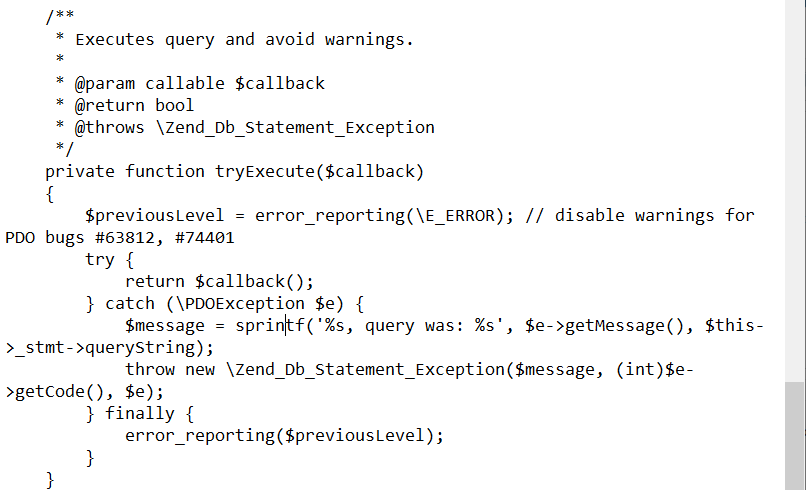 /**
 * Executes query and avoid warnings.
 *
 * @param callable $callback
 * @return bool
 * @throws \Zend_Db_Statement_Exception
 */
private function tryExecute($callback)
{
    $previousLevel = error_reporting(\E_ERROR); // disable warnings for
PDO bugs #63812, #74401
    try {
        return $callback();
    } catch (\PDOException $e) {
        $message = sprintf('%s, query was: %s', $e->getMessage(), $this-
>_stmt->queryString);
        throw new \Zend_Db_Statement_Exception($message, (int)$e-
>getCode(), $e);
    } finally {
        error_reporting($previousLevel);
    }
}